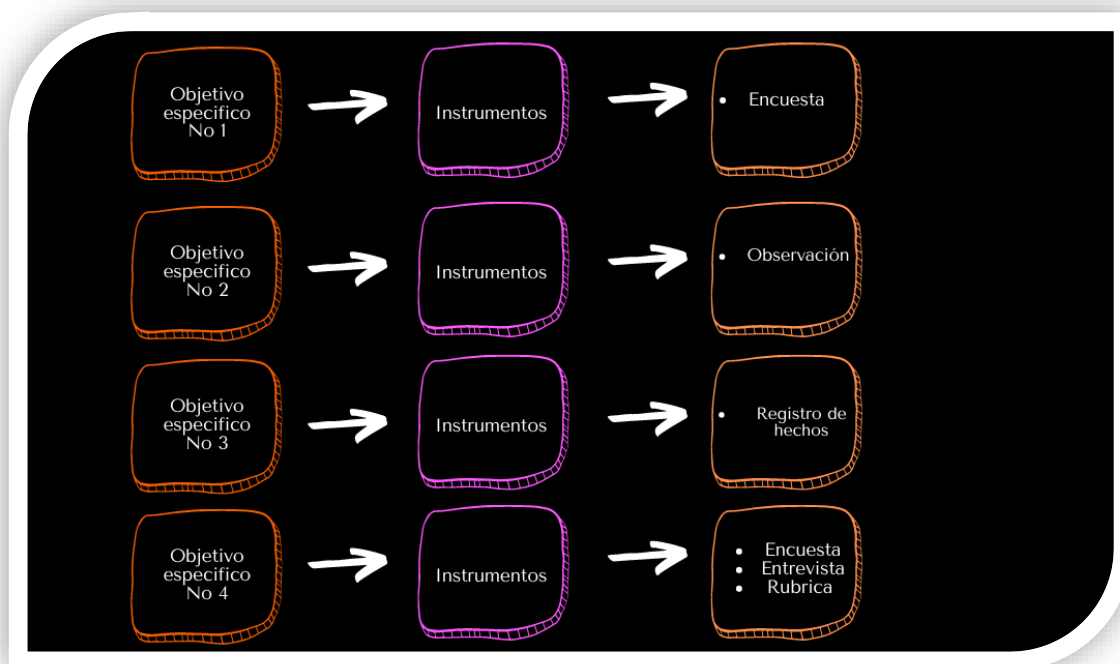 Objetivo
especifico
No 1
Instrumentos
• Encuesta
Objetivo
especifico
No 2
Instrumentos
• Observación
Objetivo
especifico
No 3
Instrumentos
• Registro de
hechos
Objetivo
especifico
No 4
Instrumentos
• Encuesta
• Entrevista
• Rubrica